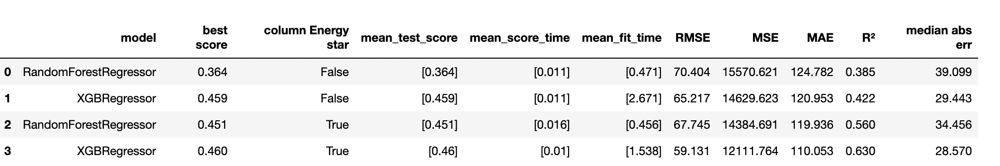 model best score column Energy star mean_test_score mean_score_time mean_fit_time RMSE MSE MAE R² median abs err
0 RandomForestRegressor 0.364 False [0.364] [0.011] [0.471] 70.404 15570.621 124.782 0.385 39.099
1 XGBRegressor 0.459 False [0.459] [0.011] [2.671] 65.217 14629.623 120.953 0.422 29.443
2 RandomForestRegressor 0.451 True [0.451] [0.016] [0.456] 67.745 14384.691 119.936 0.560 34.456
3 XGBRegressor 0.460 True [0.46] [0.01] [1.538] 59.131 12111.764 110.053 0.630 28.570